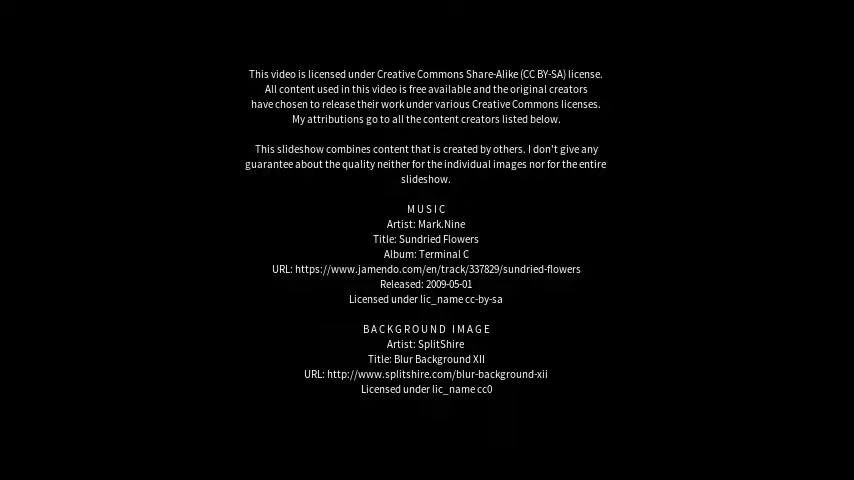 This video is licensed under Creative Commons Share-Alike (CC BY-SA) license.
All content used in this video is free available and the original creators
have chosen to release their work under various Creative Commons licenses.
My attributions go to all the content creators listed below.
This slideshow combines content that is created by others. I don't give any
guarantee about the quality neither for the individual images nor for the entire
slideshow.
MUSIC
Artist: Mark.Nine
Title: Sundried Flowers
Album: Terminal C
URL: https://www.jamendo.com/en/track/337829/sundried-flowers
Released: 2009-05-01
Licensed under lic_name cc-by-sa
BACKGROUND IMAGE
Artist: SplitShire
Title: Blur Background XII
URL: http://www.splitshire.com/blur-background-xii
Licensed under lic_name cc0